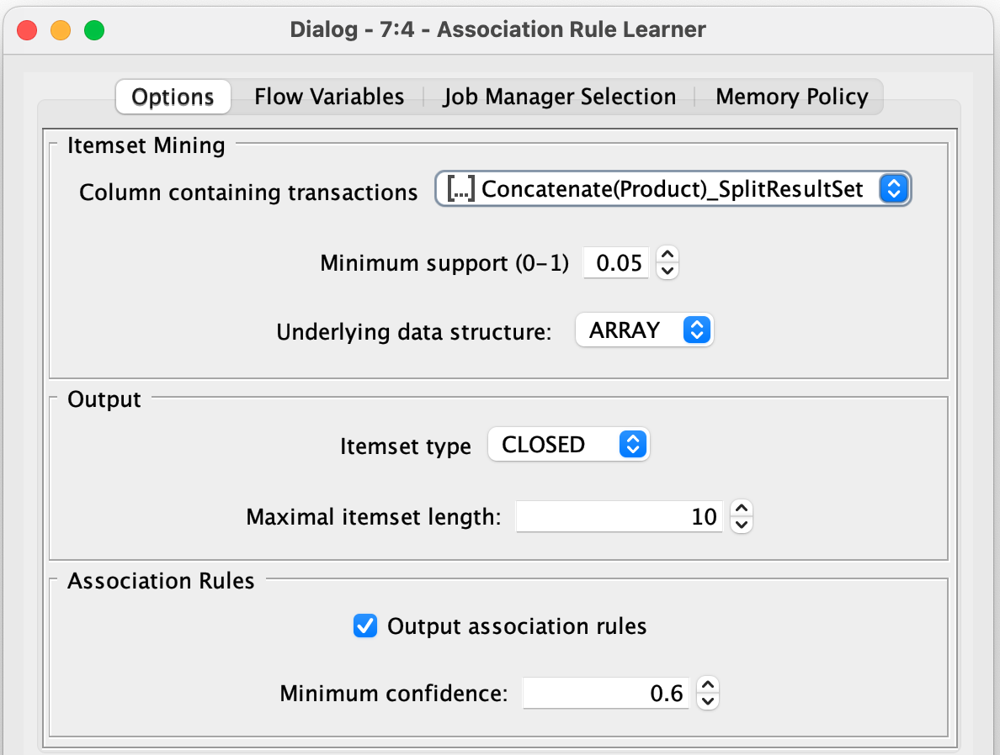 Dialog - 7:4 - Association Rule Learner
Options Flow Variables Job Manager Selection Memory Policy
Itemset Mining
Column containing transactions [...] Concatenate(Product)_SplitResultSet
Minimum support (0-1) 0.05
Underlying data structure: ARRAY
Output
Itemset type CLOSED
Maximal itemset length: 10
Association Rules
Output association rules
Minimum confidence: 0.6